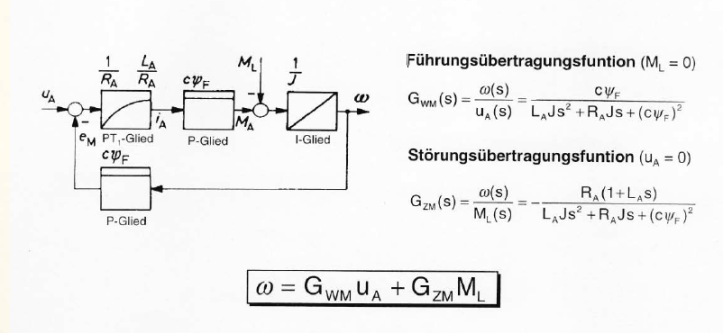 1/R_A L_A/R_A cψ_F M_L 1/J
u_A - - ω
e_M PT₁-Glied i_A P-Glied M_A I-Glied
cψ_F
P-Glied
Führungsübertragungsfuntion (M_L = 0)
G_WM(s) = ω(s)/u_A(s) = cψ_F/(L_A J s² + R_A J s + (cψ_F)²)
Störungsübertragungsfuntion (u_A = 0)
G_ZM(s) = ω(s)/M_L(s) = - R_A(1+L_A s)/(L_A J s² + R_A J s + (cψ_F)²)
ω = G_WM u_A + G_ZM M_L